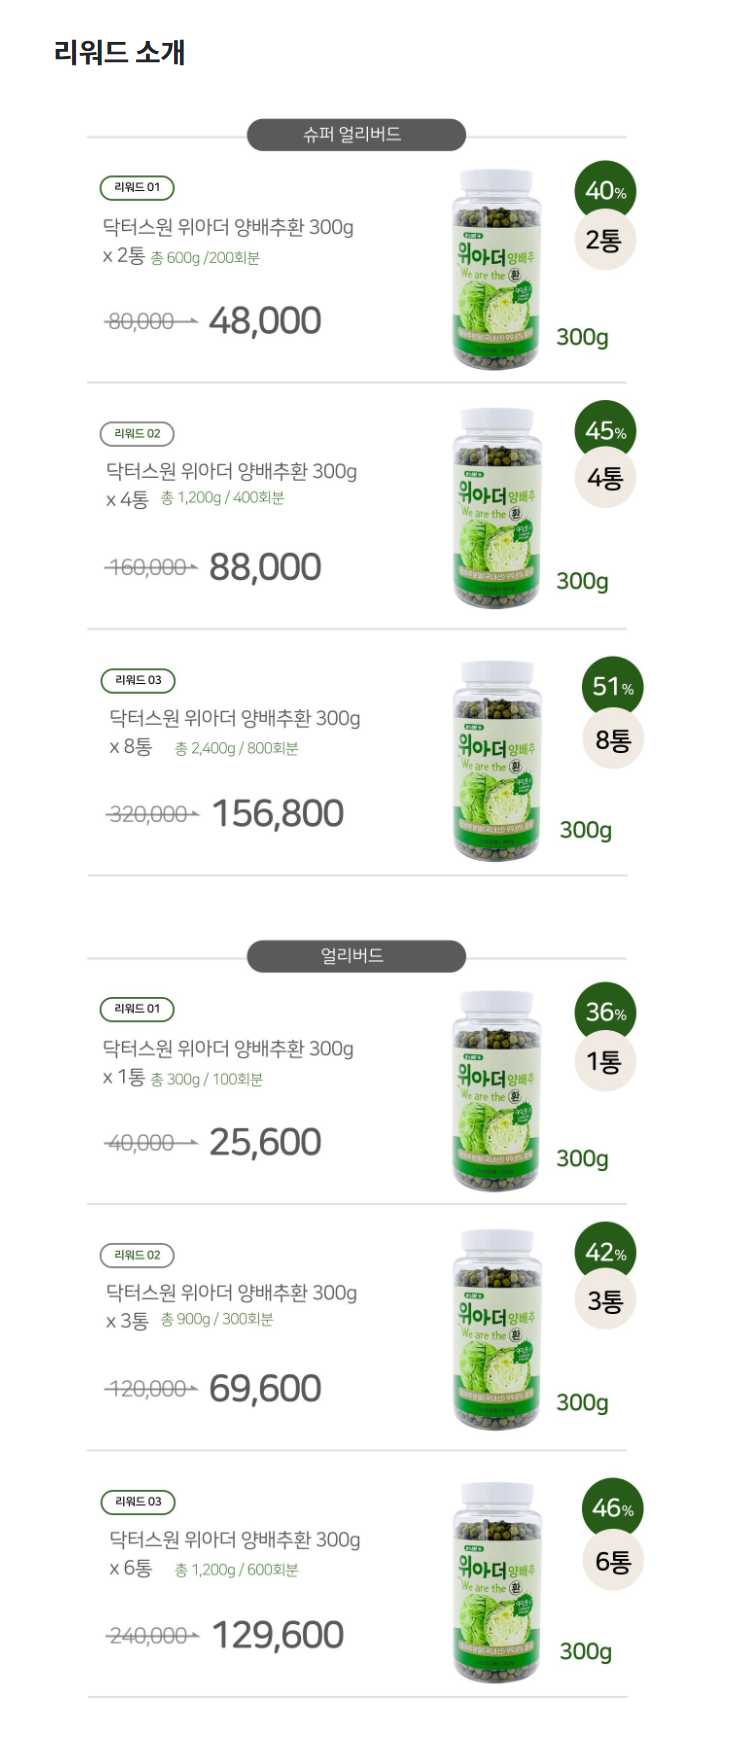 리워드 소개
슈퍼 얼리버드
리워드 01
닥터스원 위아더 양배추환 300g
x 2통 총 600g /200회분
80,000 48,000
40%
2통
위아더 양배추
We are the 환
300g
리워드 02
닥터스원 위아더 양배추환 300g
x 4통 총 1,200g / 400회분
160,000 88,000
45%
4통
위아더 양배추
We are the 환
300g
리워드 03
닥터스원 위아더 양배추환 300g
x 8통 총 2,400g / 800회분
320,000 156,800
51%
8통
위아더 양배추
We are the 환
300g
얼리버드
리워드 01
닥터스원 위아더 양배추환 300g
x 1통 총 300g / 100회분
40,000 25,600
36%
1통
위아더 양배추
We are the 환
300g
리워드 02
닥터스원 위아더 양배추환 300g
x 3통 총 900g / 300회분
120,000 69,600
42%
3통
위아더 양배추
We are the 환
300g
리워드 03
닥터스원 위아더 양배추환 300g
x 6통 총 1,200g / 600회분
240,000 129,600
46%
6통
위아더 양배추
We are the 환
300g